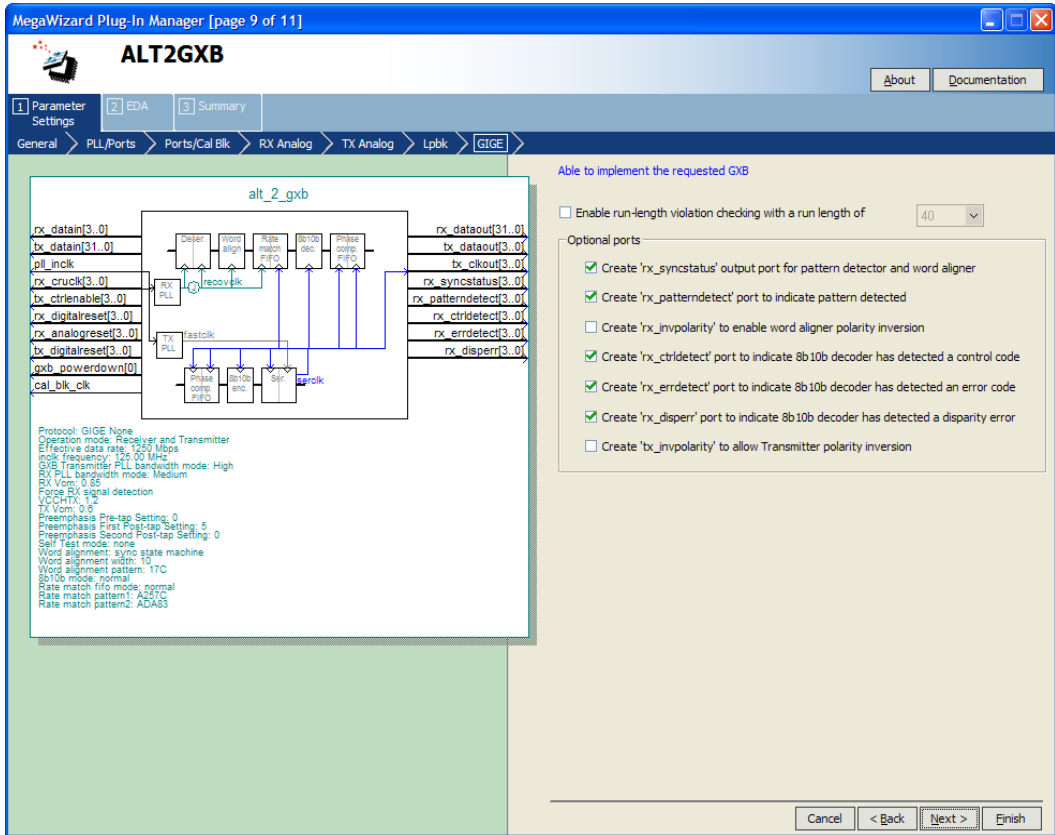 MegaWizard Plug-In Manager [page 9 of 11]
ALT2GXB
About
Documentation
1 Parameter Settings
2 EDA
3 Summary
General
PLL/Ports
Ports/Cal Blk
RX Analog
TX Analog
Lpbk
GIGE
alt_2_gxb
rx_datain[3..0]
tx_datain[31..0]
pll_inclk
rx_cruclk[3..0]
tx_ctrlenable[3..0]
rx_digitalreset[3..0]
rx_analogreset[3..0]
tx_digitalreset[3..0]
gxb_powerdown[0]
cal_blk_clk
Deser.
Word align
Rate match FIFO
8b10b dec.
Phase comp. FIFO
RX PLL
recovclk
TX PLL
fastclk
Phase comp. FIFO
8b10b enc.
Ser.
serclk
rx_dataout[31..0]
tx_dataout[3..0]
tx_clkout[3..0]
rx_syncstatus[3..0]
rx_patterndetect[3..0]
rx_ctrldetect[3..0]
rx_errdetect[3..0]
rx_disperr[3..0]
Protocol: GIGE None
Operation mode: Receiver and Transmitter
Effective data rate: 1250 Mbps
inclk frequency: 125.00 MHz
GXB Transmitter PLL bandwidth mode: High
RX PLL bandwidth mode: Medium
RX Vcm: 0.85
Force RX signal detection
VCCHTX: 1.2
TX Vcm: 0.6
Preemphasis Pre-tap Setting: 0
Preemphasis First Post-tap Setting: 5
Preemphasis Second Post-tap Setting: 0
Self Test mode: none
Word alignment: sync state machine
Word alignment width: 10
Word alignment pattern: 17C
8b10b mode: normal
Rate match fifo mode: normal
Rate match pattern1: A257C
Rate match pattern2: ADA83
Able to implement the requested GXB
Enable run-length violation checking with a run length of
40
Optional ports
Create 'rx_syncstatus' output port for pattern detector and word aligner
Create 'rx_patterndetect' port to indicate pattern detected
Create 'rx_invpolarity' to enable word aligner polarity inversion
Create 'rx_ctrldetect' port to indicate 8b10b decoder has detected a control code
Create 'rx_errdetect' port to indicate 8b10b decoder has detected an error code
Create 'rx_disperr' port to indicate 8b10b decoder has detected a disparity error
Create 'tx_invpolarity' to allow Transmitter polarity inversion
Cancel
< Back
Next >
Finish